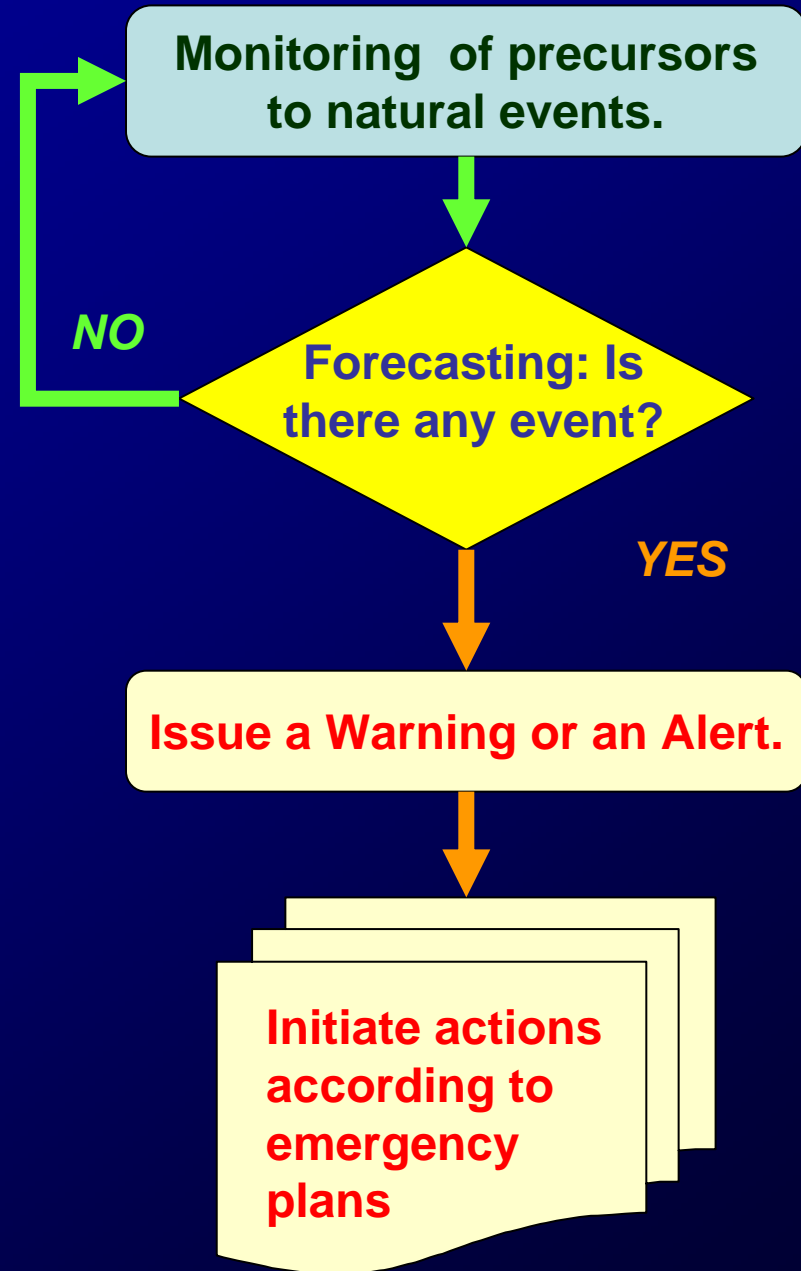 Monitoring of precursors
to natural events.
NO
Forecasting: Is
there any event?
YES
Issue a Warning or an Alert.
Initiate actions
according to
emergency
plans